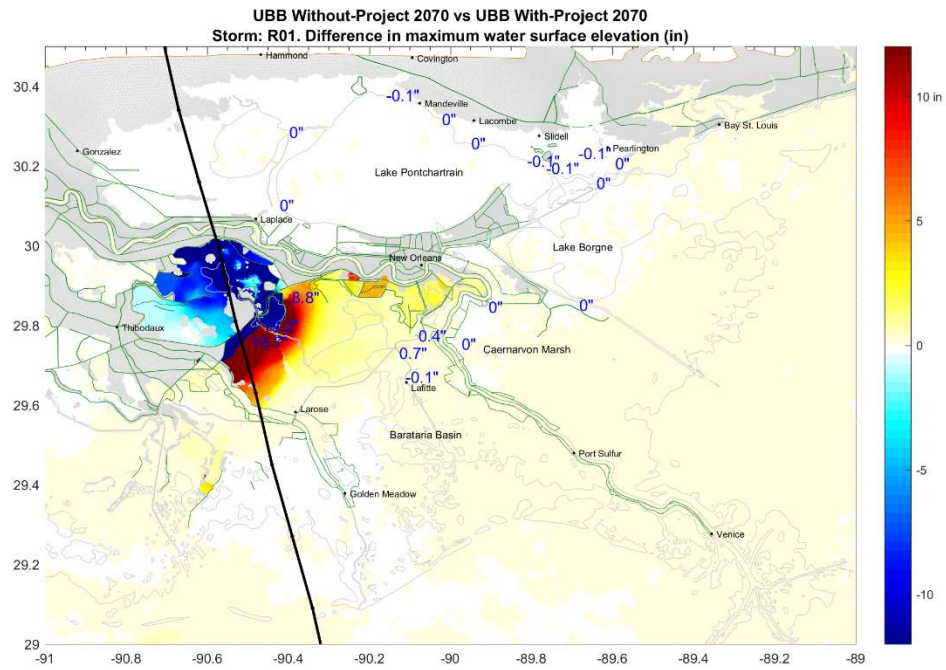 UBB Without-Project 2070 vs UBB With-Project 2070
Storm: R01. Difference in maximum water surface elevation (in)
Hammond
Covington
30.4
10 in
-0.1"
Mandeville
0"
Lacombe
Bay St. Louis
0"
0"
Slidell
Gonzalez
-0.1"
Pearlington
30.2
-0.1"
-0.1"
0"
Lake Pontchartrain
0"
0"
5
Laplace
30
New Orleans
Lake Borgne
8.8"
0"
0"
29.8
Thibodaux
0.4"
0"
Caernarvon Marsh
0
0.7"
-0.1"
Lafitte
29.6
Larose
Barataria Basin
Port Sulfur
-5
29.4
Golden Meadow
Venice
29.2
-10
29
-91
-90.8
-90.6
-90.4
-90.2
-90
-89.8
-89.6
-89.4
-89.2
-89